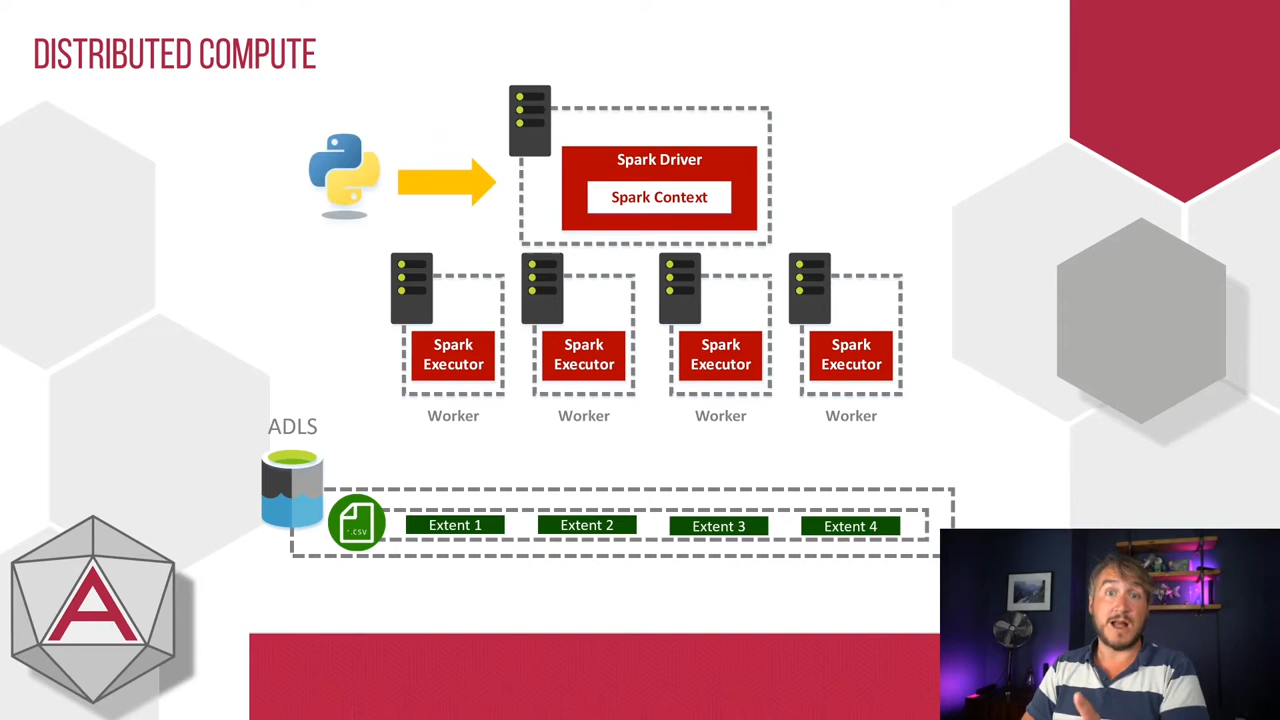 DISTRIBUTED COMPUTE
Spark Driver
Spark Context
Spark
Executor
Spark
Executor
Spark
Executor
Spark
Executor
Worker
Worker
Worker
Worker
ADLS
.csv
Extent 1
Extent 2
Extent 3
Extent 4
A